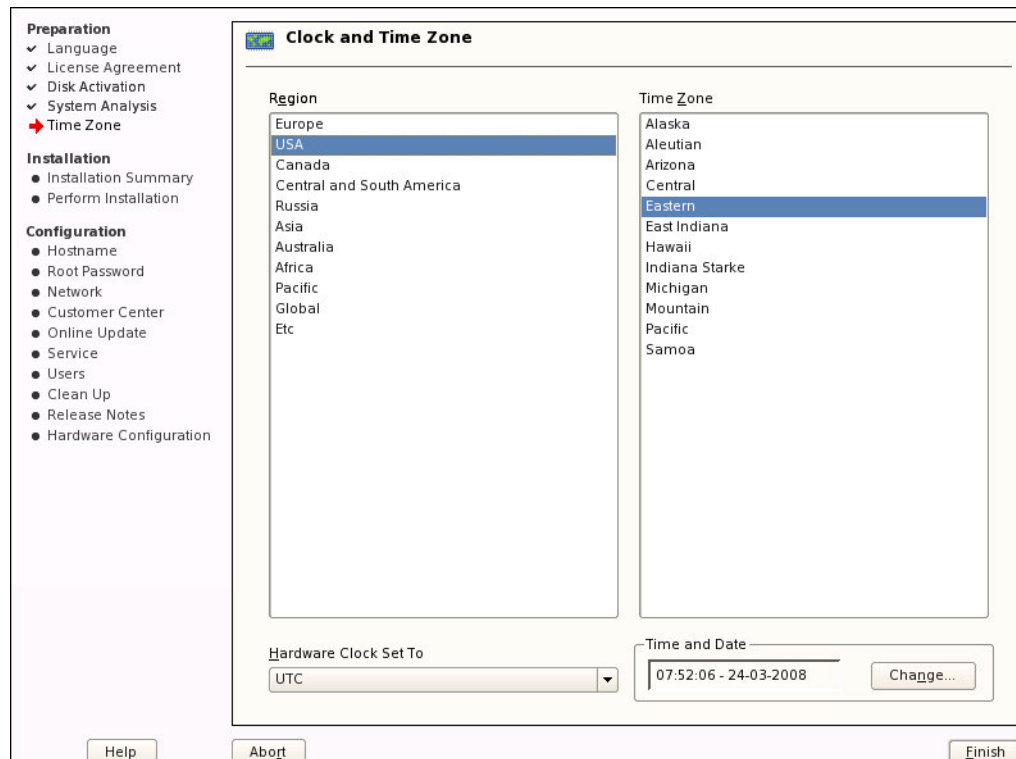 Preparation
Language
License Agreement
Disk Activation
System Analysis
Time Zone
Installation
Installation Summary
Perform Installation
Configuration
Hostname
Root Password
Network
Customer Center
Online Update
Service
Users
Clean Up
Release Notes
Hardware Configuration
Clock and Time Zone
Region
Europe
USA
Canada
Central and South America
Russia
Asia
Australia
Africa
Pacific
Global
Etc
Time Zone
Alaska
Aleutian
Arizona
Central
Eastern
East Indiana
Hawaii
Indiana Starke
Michigan
Mountain
Pacific
Samoa
Hardware Clock Set To
UTC
Time and Date
07:52:06 - 24-03-2008
Change...
Help
Abort
Finish